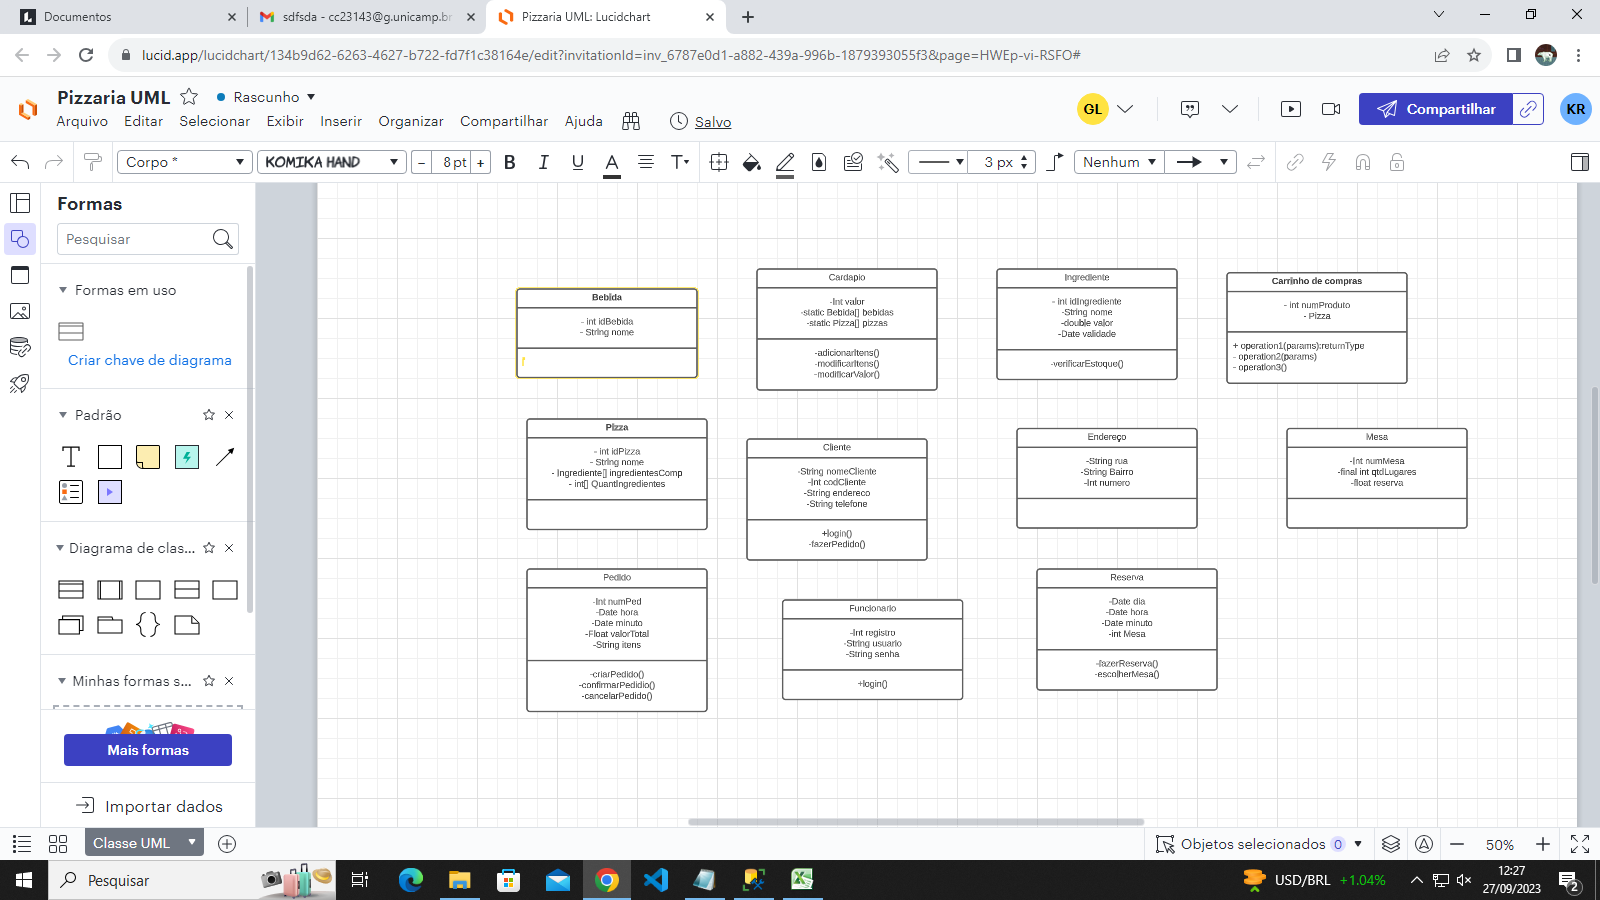 Documentos
sdfsda - cc23143@g.unicamp.br
Pizzaria UML: Lucidchart
lucid.app/lucidchart/134b9d62-6263-4627-b722-fd7f1c38164e/edit?invitationId=inv_6787e0d1-a882-439a-996b-1879393055f3&page=HWEp-vi-RSFO#
Pizzaria UML
Rascunho
GL
Compartilhar
KR
Arquivo Editar Selecionar Exibir Inserir Organizar Compartilhar Ajuda
Salvo
Corpo *
KOMIKA HAND
- 8 pt +
B I U A T
3 px
Nenhum
Formas
Pesquisar
Formas em uso
Criar chave de diagrama
Padrão
T
Diagrama de clas...
Minhas formas s...
Mais formas
Importar dados
Bebida
- int idBebida
- String nome
Cardapio
-Int valor
-static Bebida[] bebidas
-static Pizza[] pizzas
-adicionarItens()
-modificarItens()
-modificarValor()
Ingrediente
- int idIngrediente
-String nome
-double valor
-Date validade
-verificarEstoque()
Carrinho de compras
- int numProduto
- Pizza
+ operation1(params):returnType
- operation2(params)
- operation3()
Pizza
- int idPizza
- String nome
- Ingrediente[] ingredientesComp
- int[] QuantIngredientes
Cliente
-String nomeCliente
-Int codCliente
-String endereco
-String telefone
+login()
-fazerPedido()
Endereço
-String rua
-String Bairro
-Int numero
Mesa
-Int numMesa
-final int qtdLugares
-float reserva
Pedido
-Int numPed
-Date hora
-Date minuto
-Float valorTotal
-String itens
-criarPedido()
-confirmarPedidio()
-cancelarPedido()
Funcionario
-Int registro
-String usuario
-String senha
+login()
Reserva
-Date dia
-Date hora
-Date minuto
-int Mesa
-fazerReserva()
-escolherMesa()
Classe UML
Objetos selecionados 0
50%
Pesquisar
USD/BRL +1.04%
12:27
27/09/2023
2